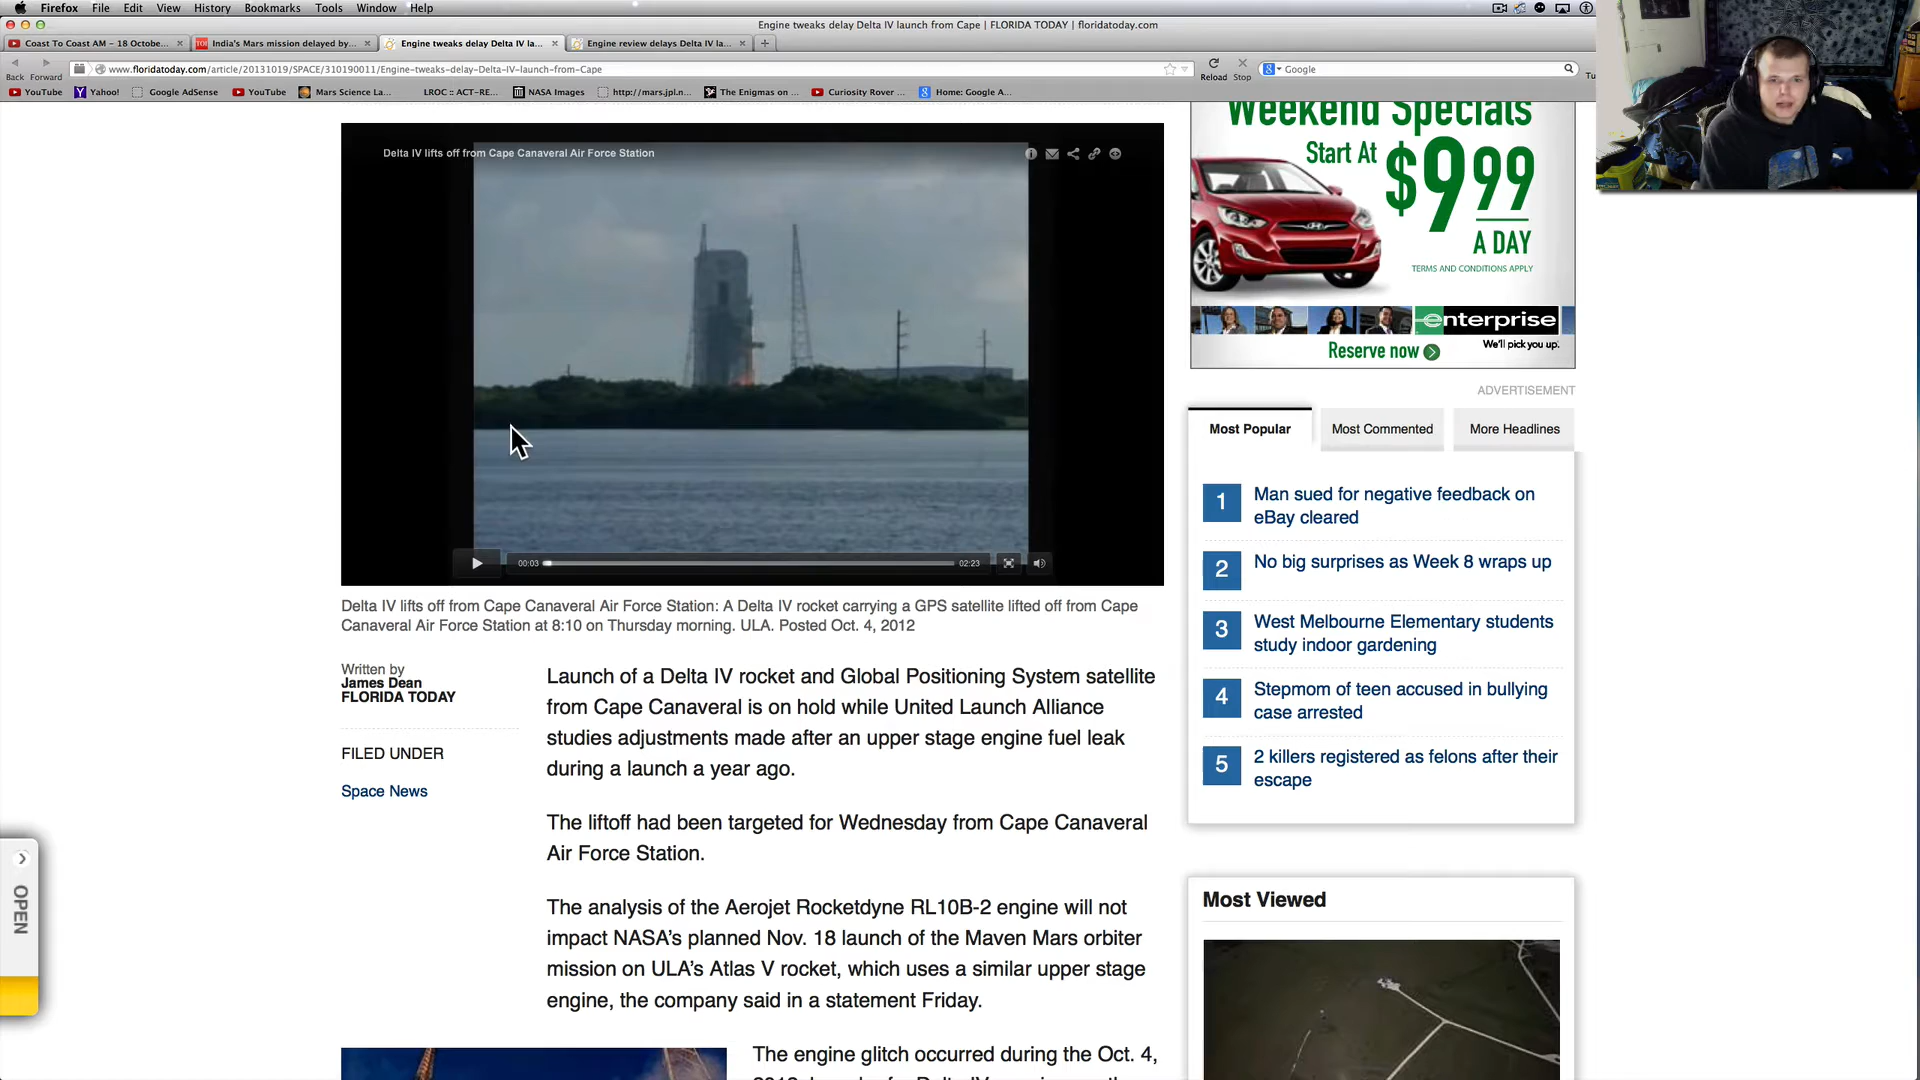 Firefox File Edit View History Bookmarks Tools Window Help
Engine tweaks delay Delta IV launch from Cape | FLORIDA TODAY | floridatoday.com
Coast To Coast AM - 18 Octobe...
India's Mars mission delayed by...
Engine tweaks delay Delta IV la...
Engine review delays Delta IV la...
www.floridatoday.com/article/20131019/SPACE/310190011/Engine-tweaks-delay-Delta-IV-launch-from-Cape
Google
Back Forward
Reload Stop
Tu
YouTube Yahoo! Google AdSense YouTube Mars Science La... LROC :: ACT-RE... NASA Images http://mars.jpl.n... The Enigmas on ... Curiosity Rover ... Home: Google A...
Delta IV lifts off from Cape Canaveral Air Force Station
00:03
02:23
Delta IV lifts off from Cape Canaveral Air Force Station: A Delta IV rocket carrying a GPS satellite lifted off from Cape
Canaveral Air Force Station at 8:10 on Thursday morning. ULA. Posted Oct. 4, 2012
Written by
James Dean
FLORIDA TODAY
FILED UNDER
Space News
Launch of a Delta IV rocket and Global Positioning System satellite
from Cape Canaveral is on hold while United Launch Alliance
studies adjustments made after an upper stage engine fuel leak
during a launch a year ago.
The liftoff had been targeted for Wednesday from Cape Canaveral
Air Force Station.
The analysis of the Aerojet Rocketdyne RL10B-2 engine will not
impact NASA's planned Nov. 18 launch of the Maven Mars orbiter
mission on ULA's Atlas V rocket, which uses a similar upper stage
engine, the company said in a statement Friday.
The engine glitch occurred during the Oct. 4,
Weekend Specials
Start At
$9.99
A DAY
TERMS AND CONDITIONS APPLY
enterprise
We'll pick you up.
Reserve now
ADVERTISEMENT
Most Popular
Most Commented
More Headlines
1 Man sued for negative feedback on
eBay cleared
2 No big surprises as Week 8 wraps up
3 West Melbourne Elementary students
study indoor gardening
4 Stepmom of teen accused in bullying
case arrested
5 2 killers registered as felons after their
escape
Most Viewed
OPEN